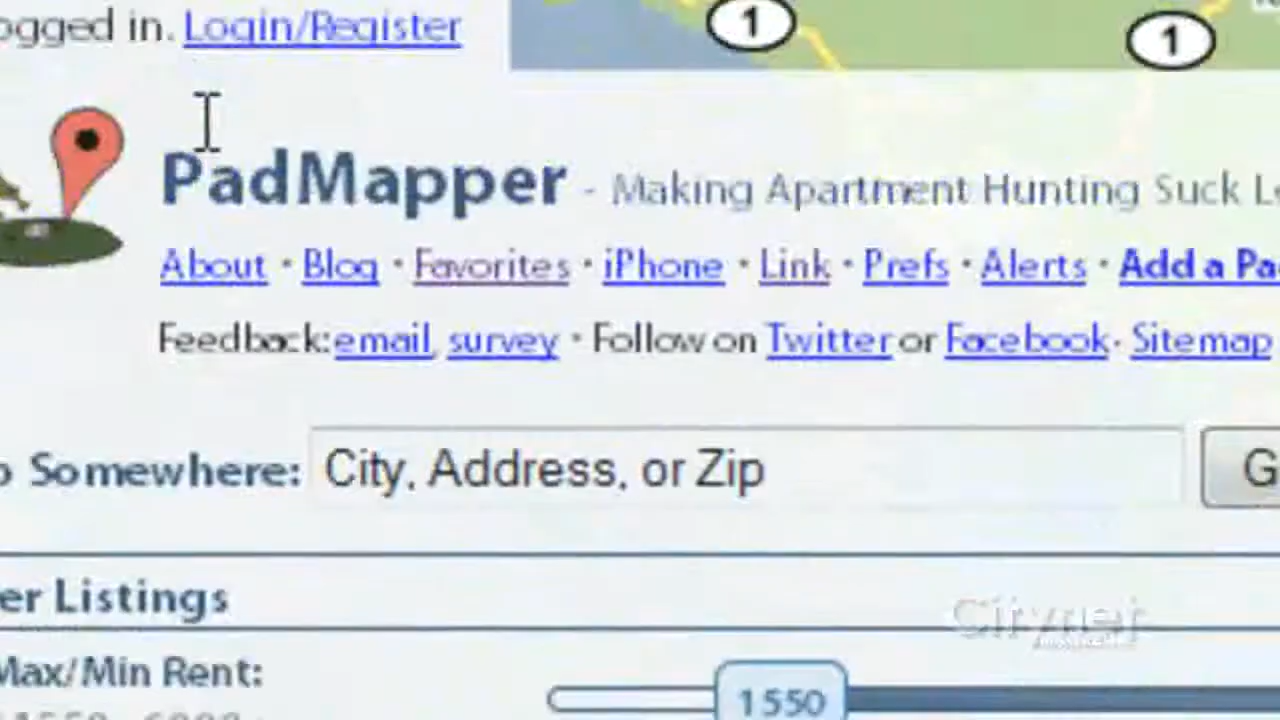 ogged in. Login/Register
1
1
PadMapper - Making Apartment Hunting Suck
About · Blog · Favorites · iPhone · Link · Prefs · Alerts · Add a
Feedback: email, survey · Follow on Twitter or Facebook · Sitemap
Somewhere: City, Address, or Zip G
er Listings
Citynet
Max/Min Rent:
1550